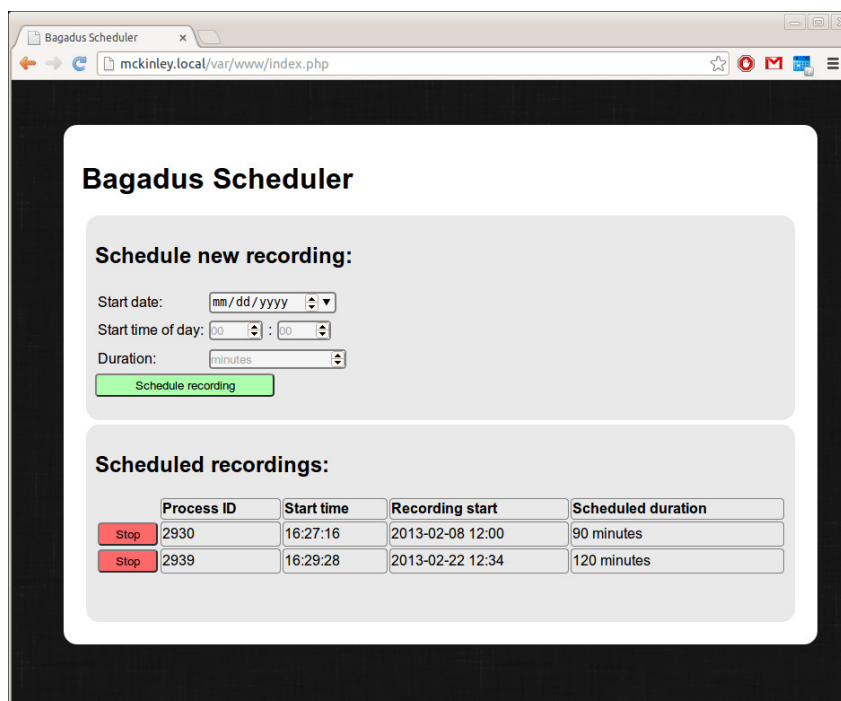 Bagadus Scheduler
mckinley.local/var/www/index.php
Bagadus Scheduler
Schedule new recording:
Start date: mm/dd/yyyy
Start time of day: 00 : 00
Duration: minutes
Schedule recording
Scheduled recordings:
Process ID Start time Recording start Scheduled duration
Stop 2930 16:27:16 2013-02-08 12:00 90 minutes
Stop 2939 16:29:28 2013-02-22 12:34 120 minutes